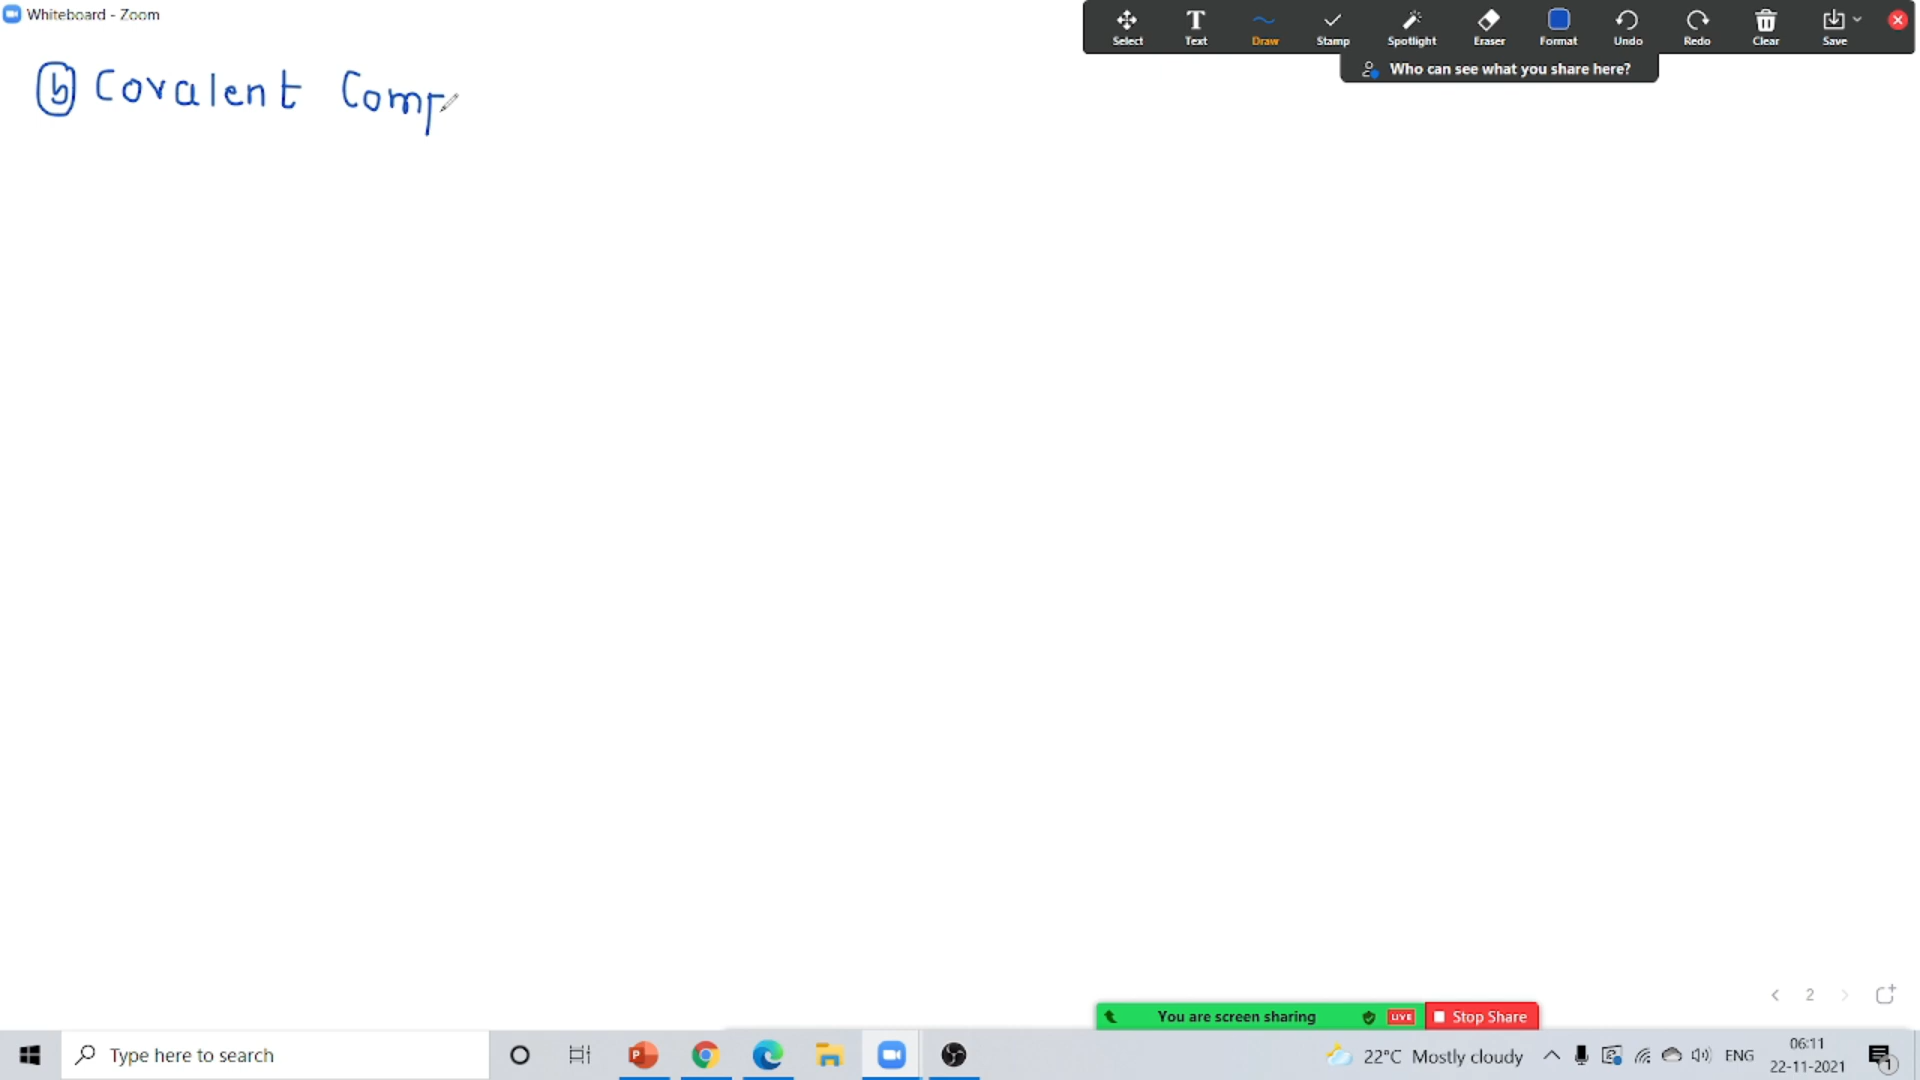 Whiteboard - Zoom
Select Text Draw Stamp Spotlight Eraser Format Undo Redo Clear Save
Who can see what you share here?
b Covalent Comp
2
You are screen sharing LIVE Stop Share
Type here to search
22°C Mostly cloudy ENG
06:11
22-11-2021
1